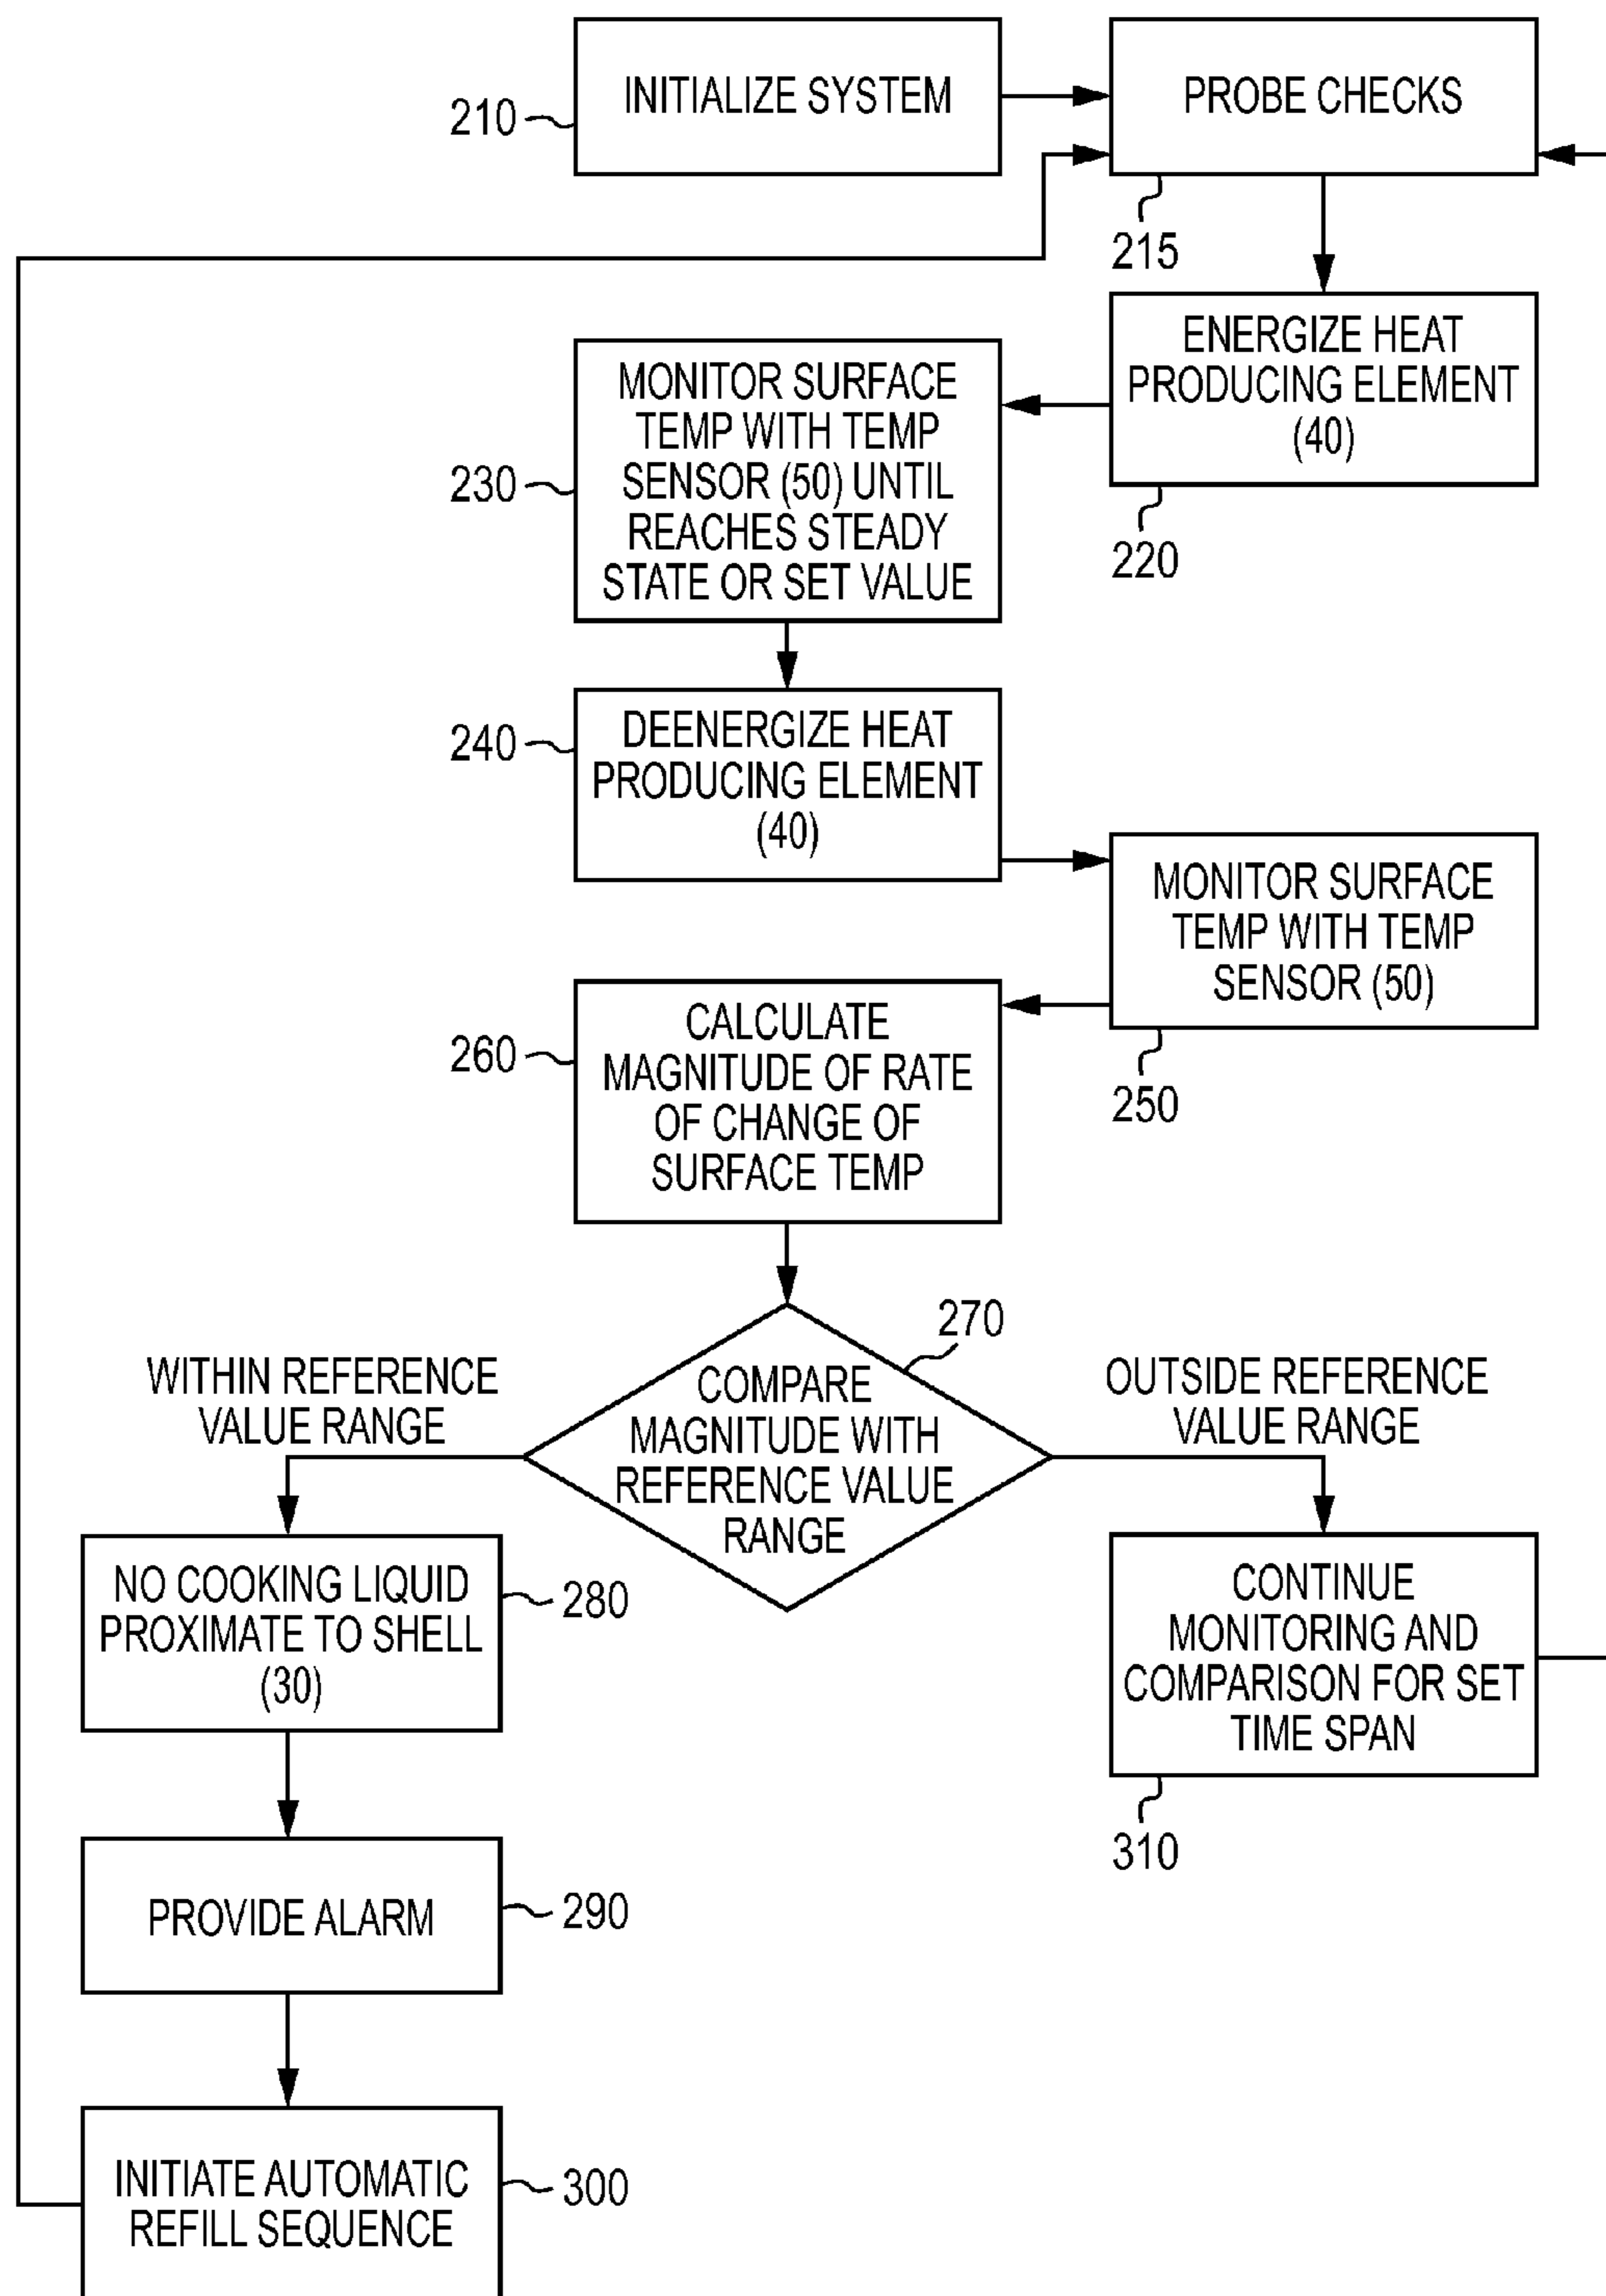 INITIALIZE SYSTEM
210
PROBE CHECKS
215
ENERGIZE HEAT
PRODUCING ELEMENT
(40)
220
MONITOR SURFACE
TEMP WITH TEMP
SENSOR (50) UNTIL
REACHES STEADY
STATE OR SET VALUE
230
DEENERGIZE HEAT
PRODUCING ELEMENT
(40)
240
MONITOR SURFACE
TEMP WITH TEMP
SENSOR (50)
250
CALCULATE
MAGNITUDE OF RATE
OF CHANGE OF
SURFACE TEMP
260
COMPARE
MAGNITUDE WITH
REFERENCE VALUE
RANGE
270
WITHIN REFERENCE
VALUE RANGE
OUTSIDE REFERENCE
VALUE RANGE
NO COOKING LIQUID
PROXIMATE TO SHELL
(30)
280
CONTINUE
MONITORING AND
COMPARISON FOR SET
TIME SPAN
310
PROVIDE ALARM
290
INITIATE AUTOMATIC
REFILL SEQUENCE
300